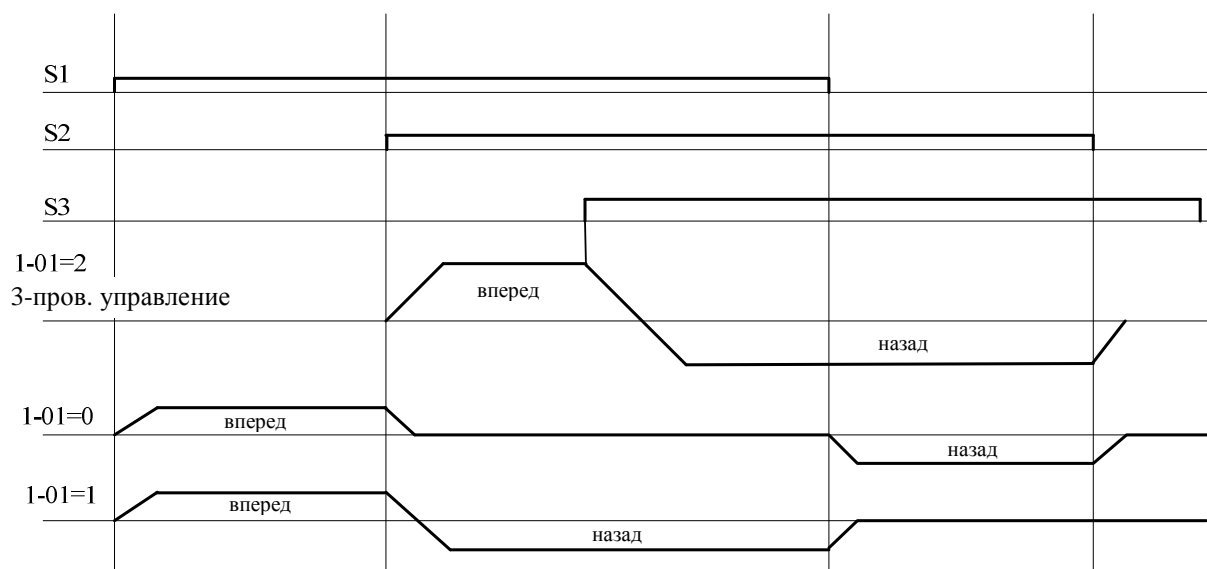 S1
S2
S3
1-01=2
3-пров. управление
вперед
назад
1-01=0
вперед
назад
1-01=1
вперед
назад